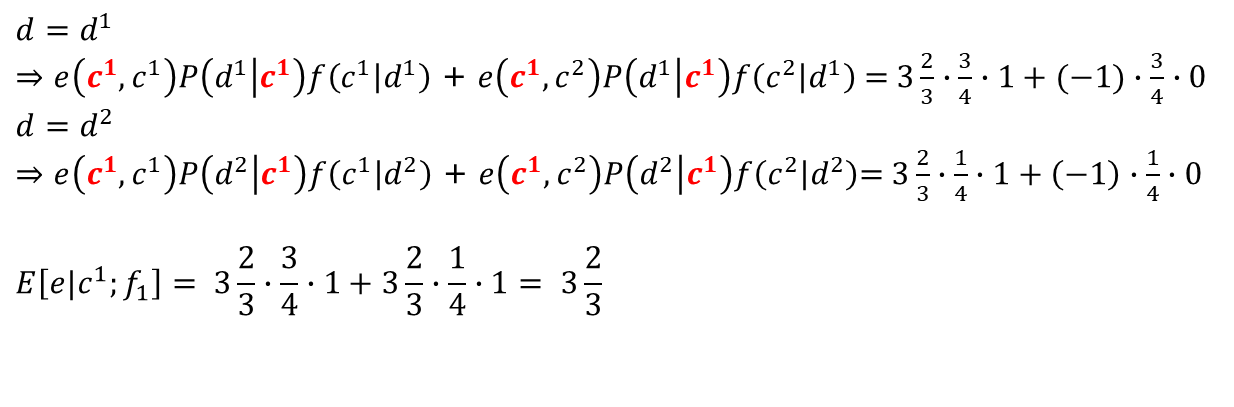 d = d¹
⇒ e(c¹, c¹)P(d¹|c¹)f(c¹|d¹) + e(c¹, c²)P(d¹|c¹)f(c²|d¹) = 3 2/3 · 3/4 · 1 + (−1) · 3/4 · 0
d = d²
⇒ e(c¹, c¹)P(d²|c¹)f(c¹|d²) + e(c¹, c²)P(d²|c¹)f(c²|d²)= 3 2/3 · 1/4 · 1 + (−1) · 1/4 · 0
E[e|c¹; f₁] = 3 2/3 · 3/4 · 1 + 3 2/3 · 1/4 · 1 = 3 2/3